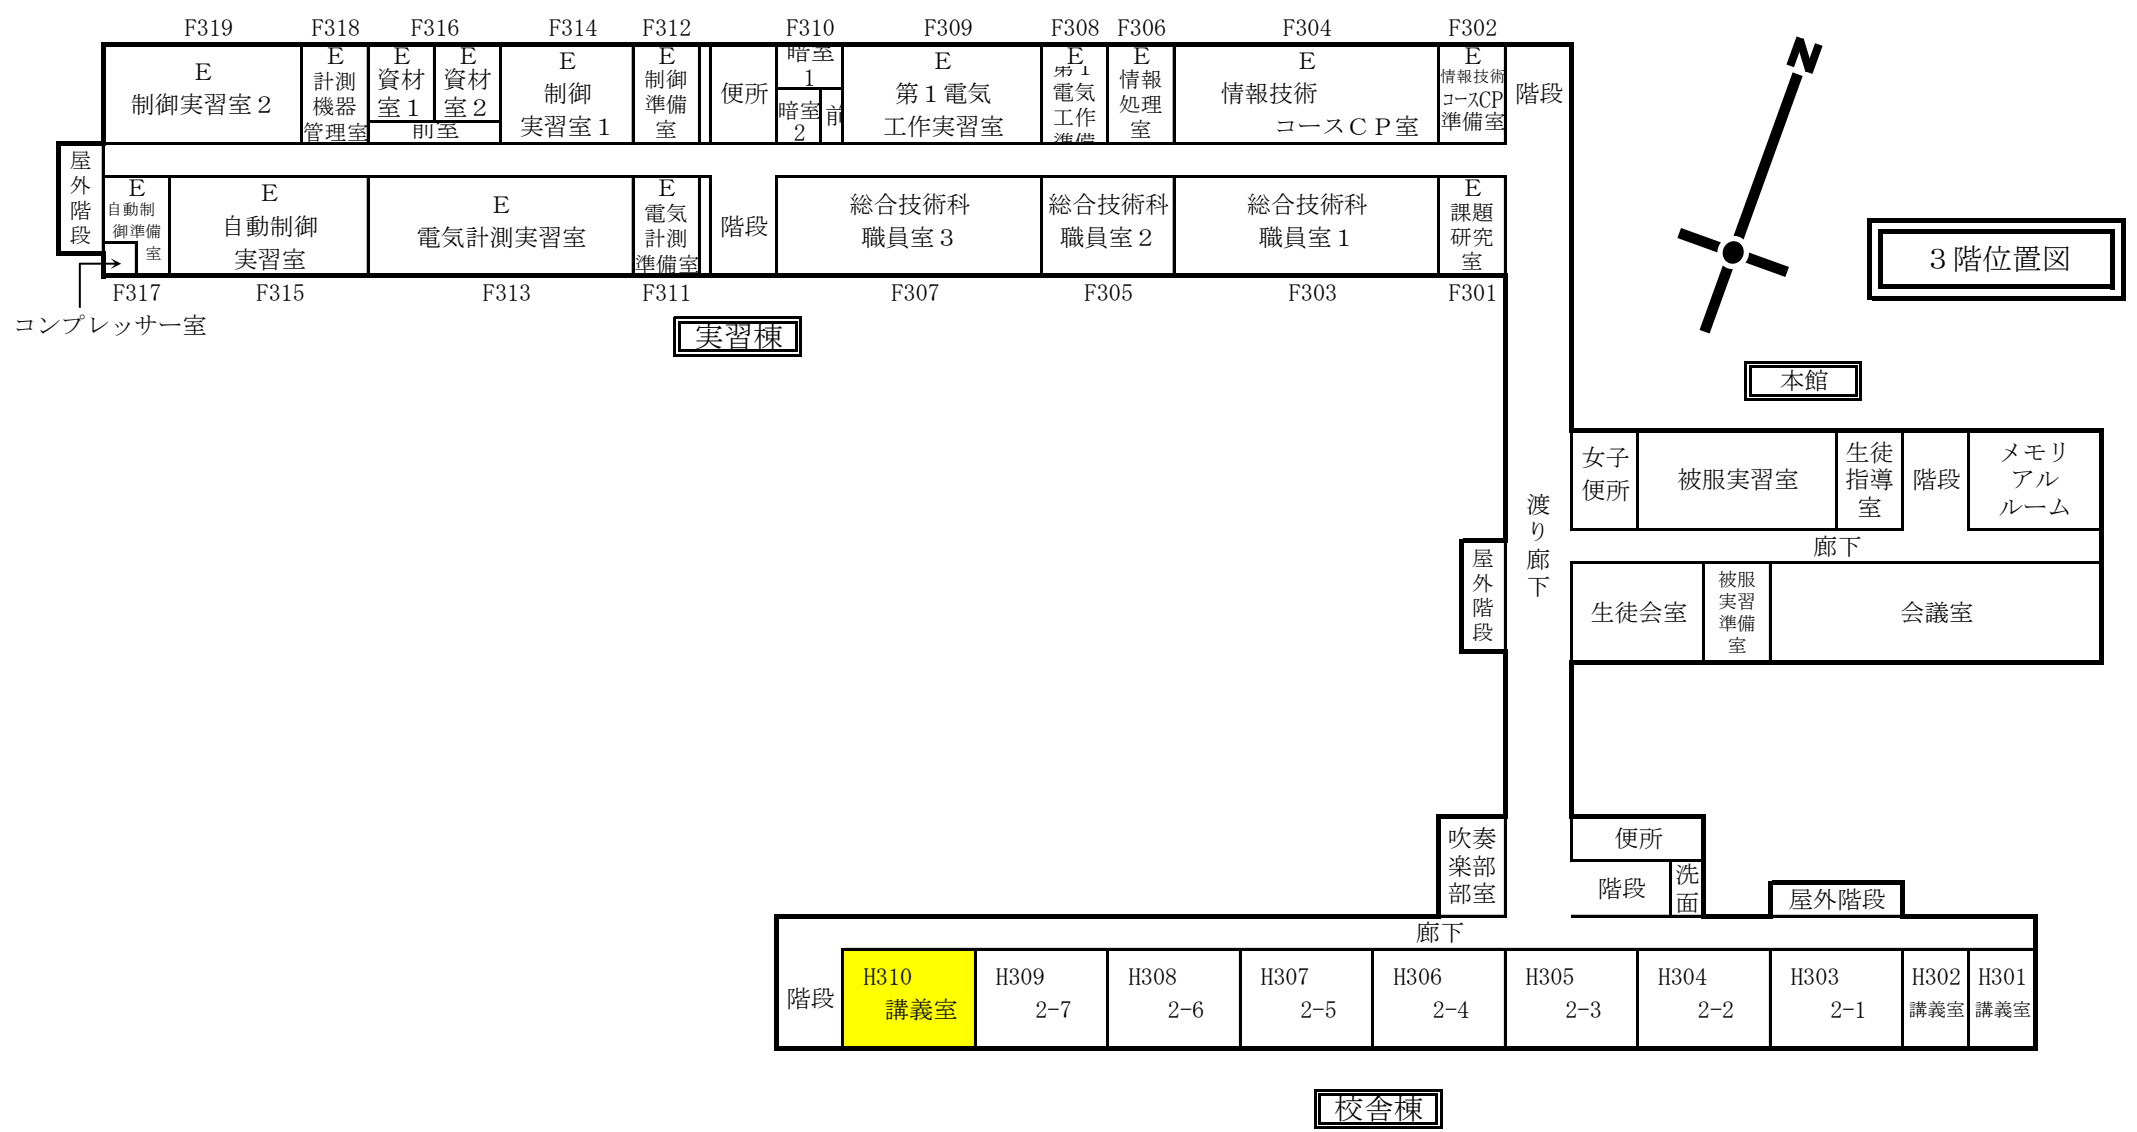 F319
F318
F316
F314
F312
F310
F309
F308
F306
F304
F302
E
制御実習室２
E
計測
機器
管理室
E
資材
室１
E
資材
室２
前室
E
制御
実習室１
E
制御
準備
室
便所
暗室
1
暗室
2
前
E
第１電気
工作実習室
E
第１
電気
工作
準備
E
情報
処理
室
E
情報技術
コースＣＰ室
E
情報技術
コースCP
準備室
階段
屋
外
階
段
E
自動制
御準備
室
E
自動制御
実習室
E
電気計測実習室
E
電気
計測
準備室
階段
総合技術科
職員室３
総合技術科
職員室２
総合技術科
職員室１
E
課題
研究
室
F317
F315
F313
F311
F307
F305
F303
F301
コンプレッサー室
実習棟
N
３階位置図
本館
女子
便所
被服実習室
生徒
指導
室
階段
メモリ
アル
ルーム
渡
り
廊
下
廊下
屋
外
階
段
生徒会室
被服
実習
準備
室
会議室
吹奏
楽部
部室
便所
階段
洗
面
屋外階段
廊下
階段
H310
講義室
H309
2-7
H308
2-6
H307
2-5
H306
2-4
H305
2-3
H304
2-2
H303
2-1
H302
講義室
H301
講義室
校舎棟